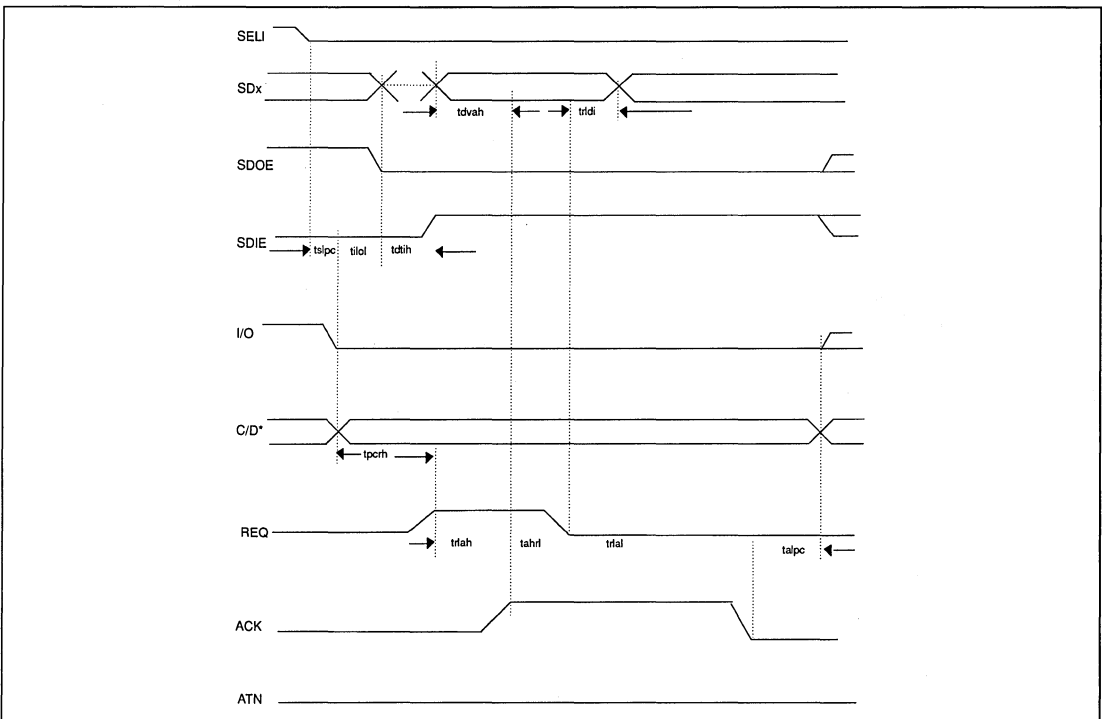 SELI
SDx
tdvah
trldi
SDOE
SDIE
tslpc tilol tdtih
I/O
C/D*
tpcrh
REQ
trlah tahrl trlal talpc
ACK
ATN